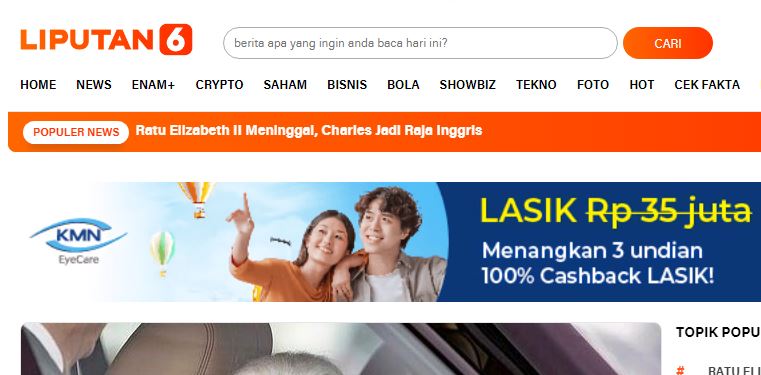 LIPUTAN 6
berita apa yang ingin anda baca hari ini?
CARI
HOME NEWS ENAM+ CRYPTO SAHAM BISNIS BOLA SHOWBIZ TEKNO FOTO HOT CEK FAKTA
POPULER NEWS Ratu Elizabeth II Meninggal, Charles Jadi Raja Inggris
KMN
EyeCare
LASIK Rp 35 juta
Menangkan 3 undian
100% Cashback LASIK!
TOPIK POPU
# RATU ELI